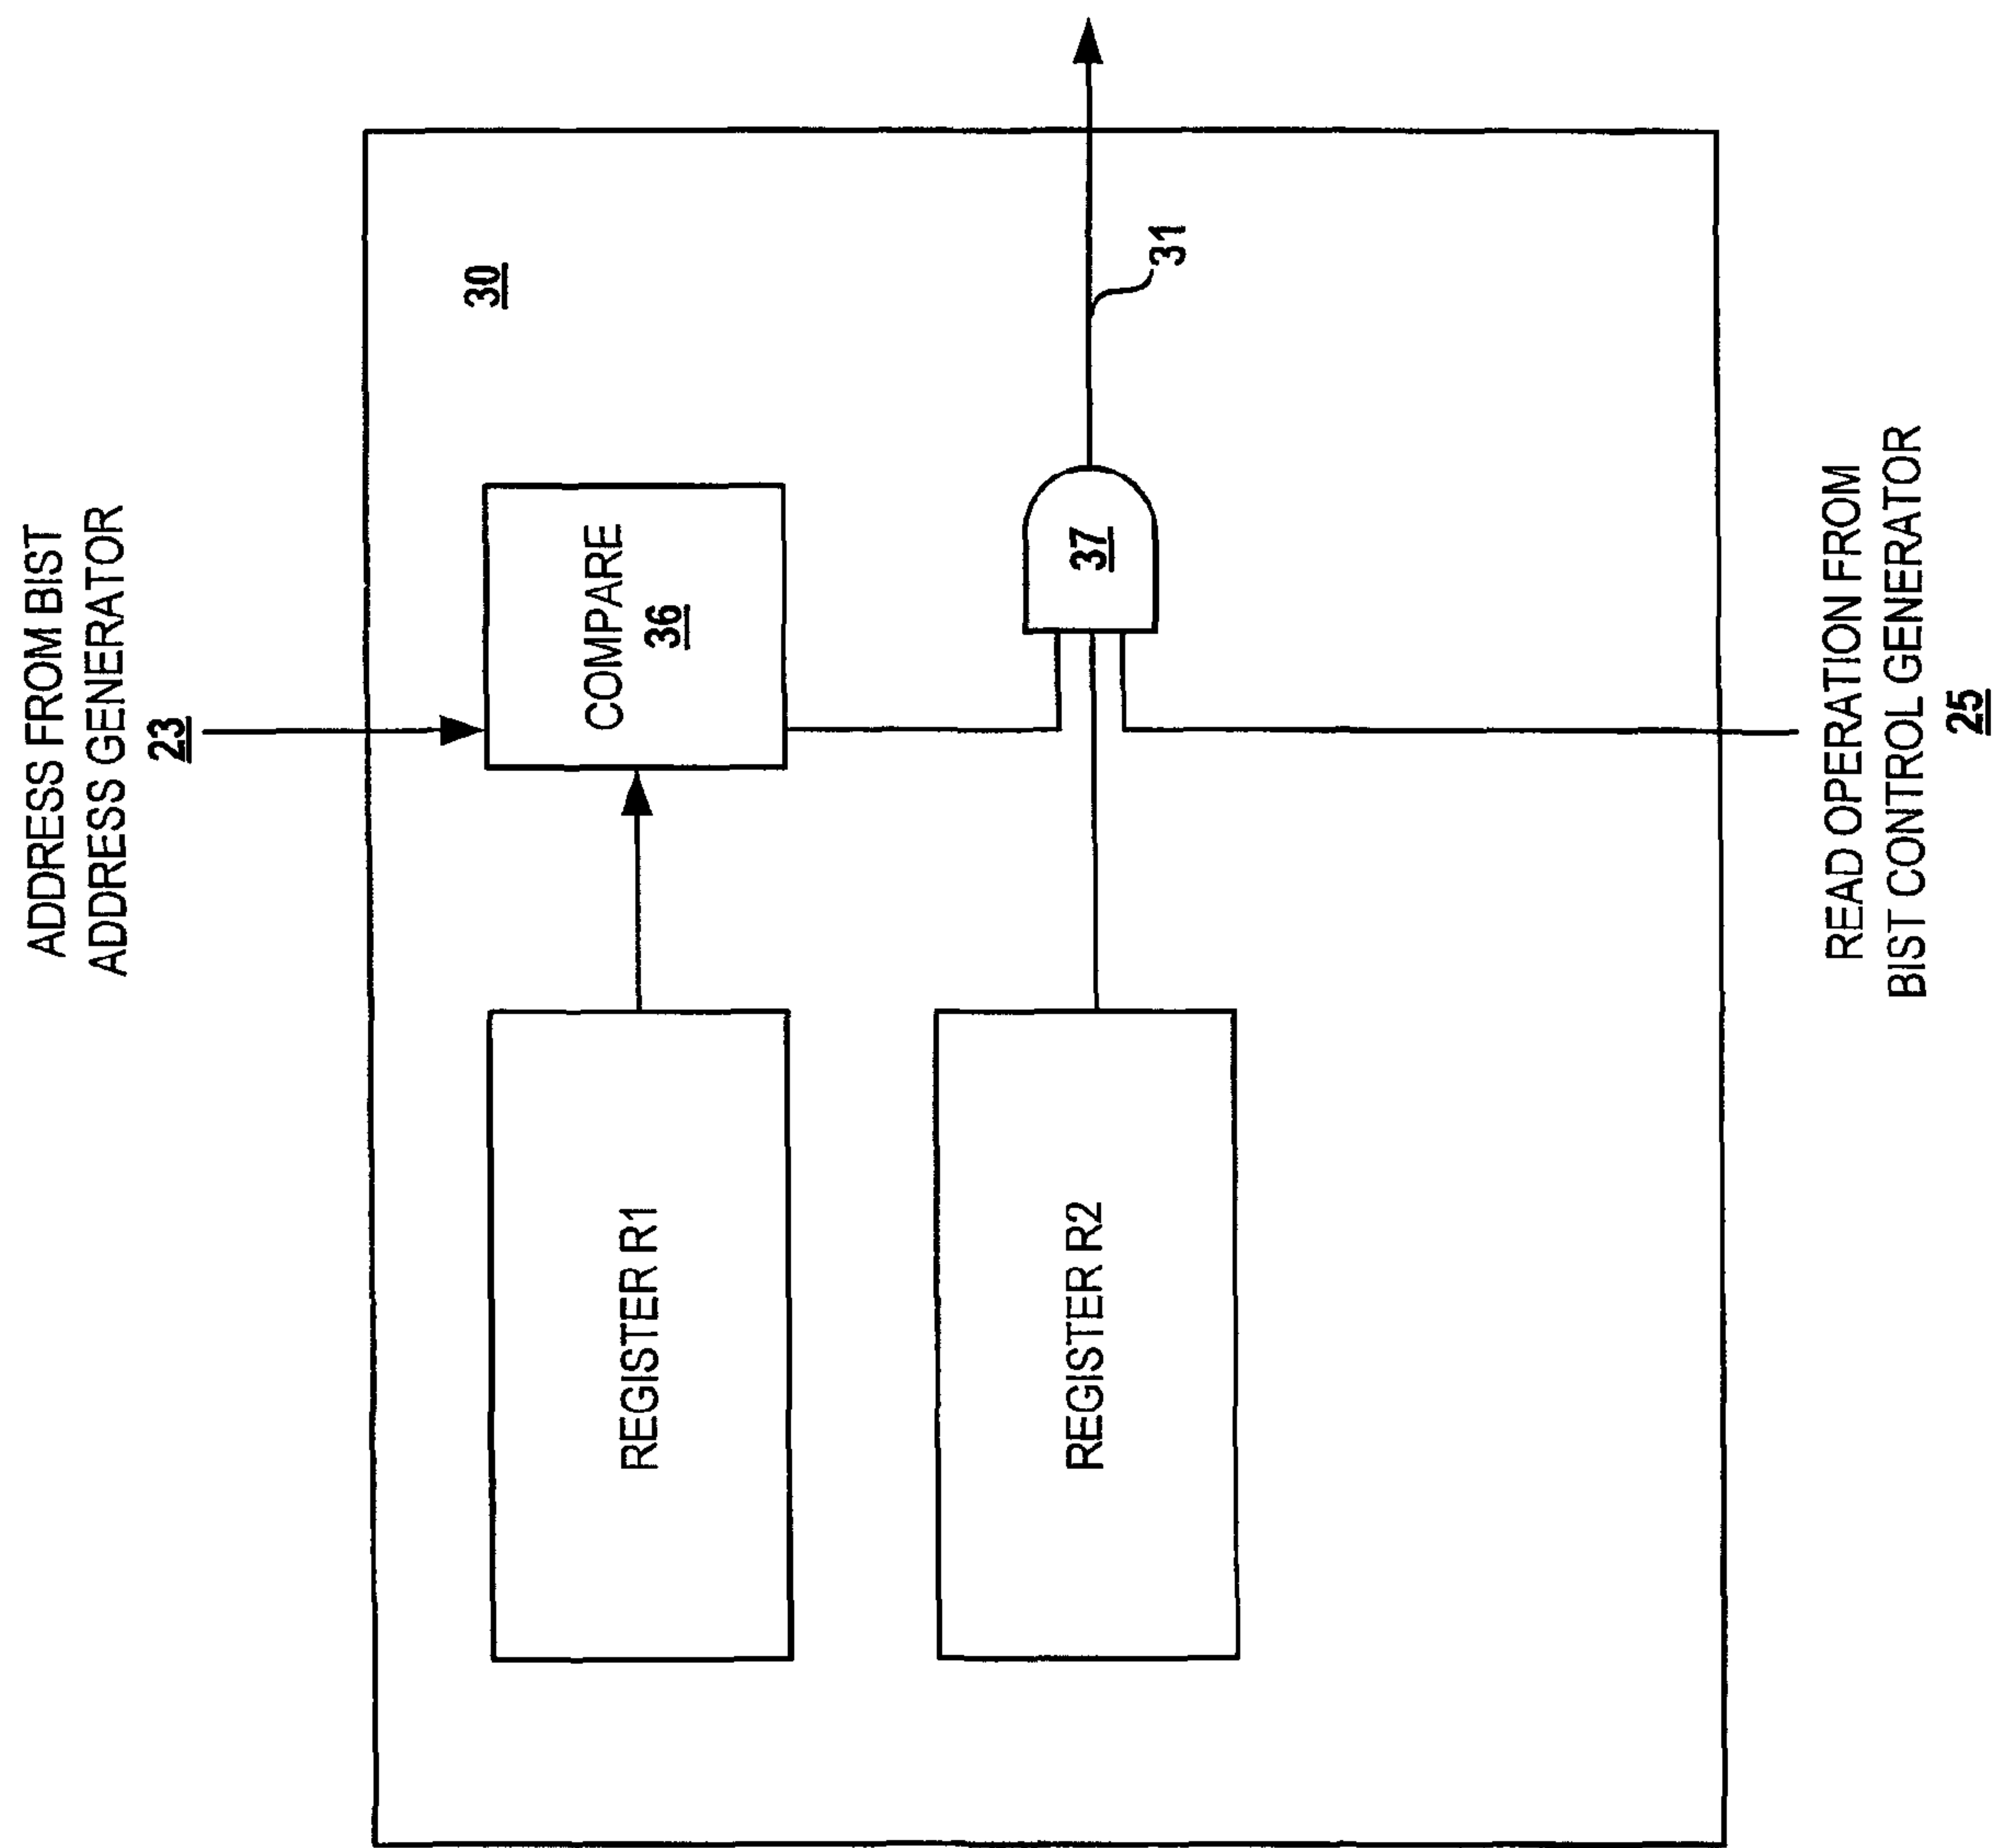 ADDRESS FROM BIST
ADDRESS GENERATOR
23
30
COMPARE
36
REGISTER R1
37
31
REGISTER R2
READ OPERATION FROM
BIST CONTROL GENERATOR
25